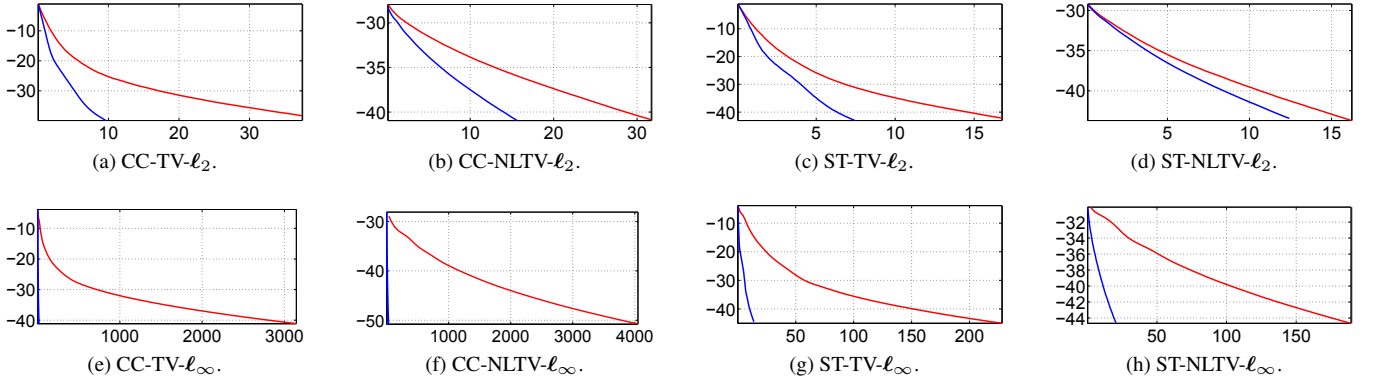 −10
−20
−30
10 20 30
(a) CC-TV-ℓ2.
−30
−35
−40
10 20 30
(b) CC-NLTV-ℓ2.
−10
−20
−30
−40
5 10 15
(c) ST-TV-ℓ2.
−30
−35
−40
5 10 15
(d) ST-NLTV-ℓ2.
−10
−20
−30
−40
1000 2000 3000
(e) CC-TV-ℓ∞.
−30
−40
−50
1000 2000 3000 4000
(f) CC-NLTV-ℓ∞.
−10
−20
−30
−40
50 100 150 200
(g) ST-TV-ℓ∞.
−32
−34
−36
−38
−40
−42
−44
50 100 150
(h) ST-NLTV-ℓ∞.